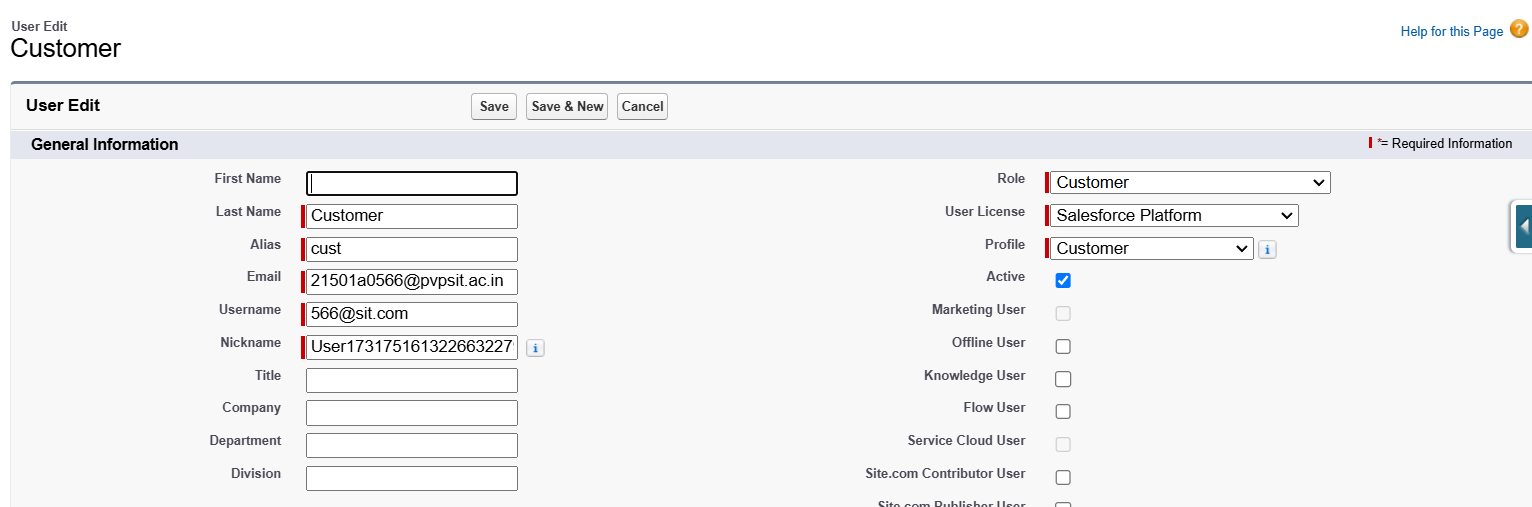 User Edit
Customer
Help for this Page
User Edit
Save
Save & New
Cancel
General Information
*= Required Information
First Name
Role
Customer
Last Name
Customer
User License
Salesforce Platform
Alias
cust
Profile
Customer
Email
21501a0566@pvpsit.ac.in
Active
Username
566@sit.com
Marketing User
Nickname
User173175161322663227
Offline User
Title
Knowledge User
Company
Flow User
Department
Service Cloud User
Division
Site.com Contributor User
Site.com Publisher User